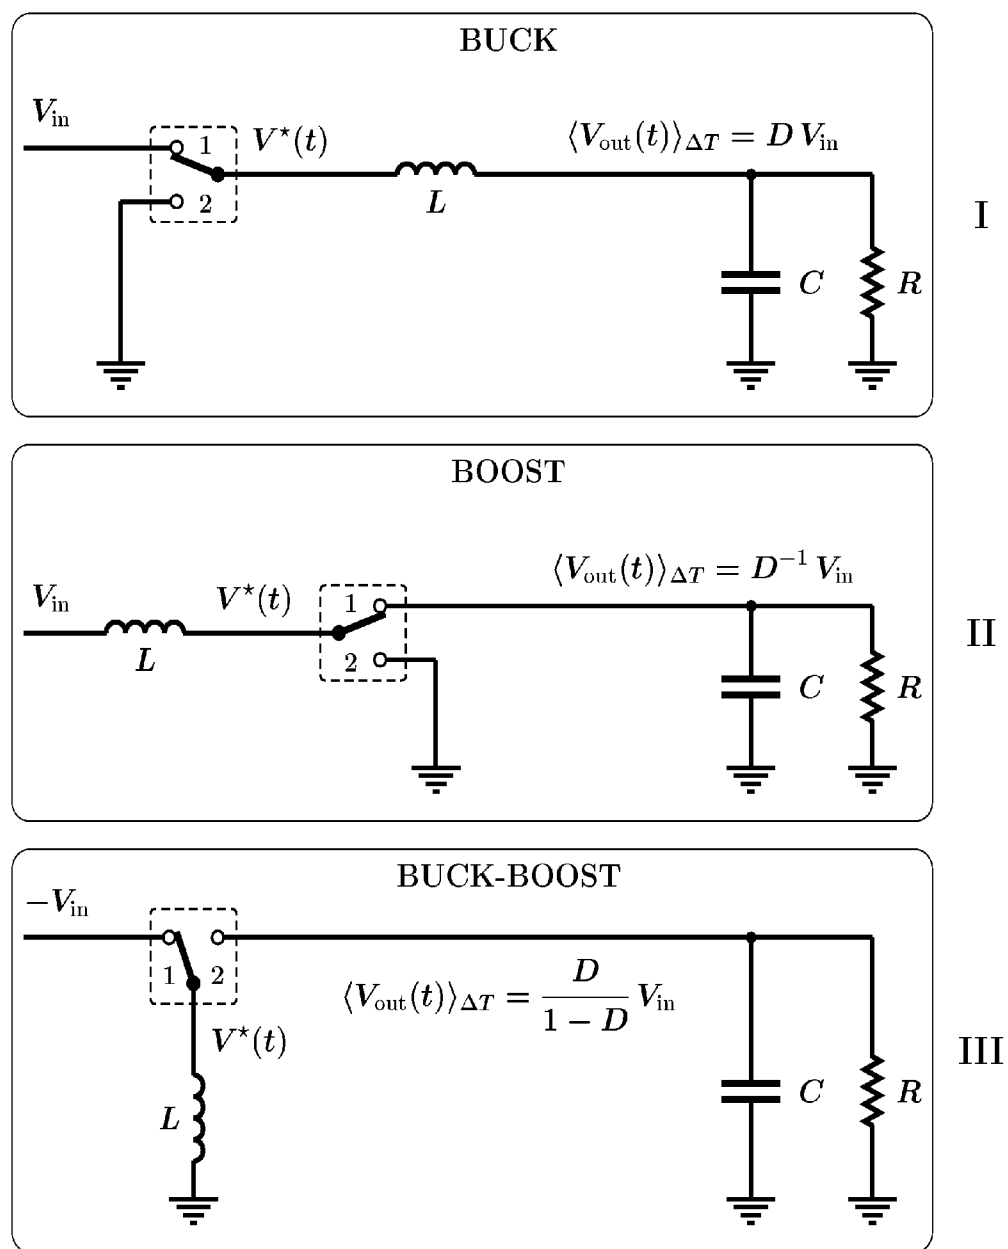 BUCK
V_in
1
V*(t)
⟨V_out(t)⟩_ΔT = D V_in
2
L
C
R
I
BOOST
V_in
V*(t)
1
⟨V_out(t)⟩_ΔT = D⁻¹ V_in
L
2
C
R
II
BUCK-BOOST
−V_in
1 2
⟨V_out(t)⟩_ΔT = D/(1 − D) V_in
V*(t)
L
C
R
III